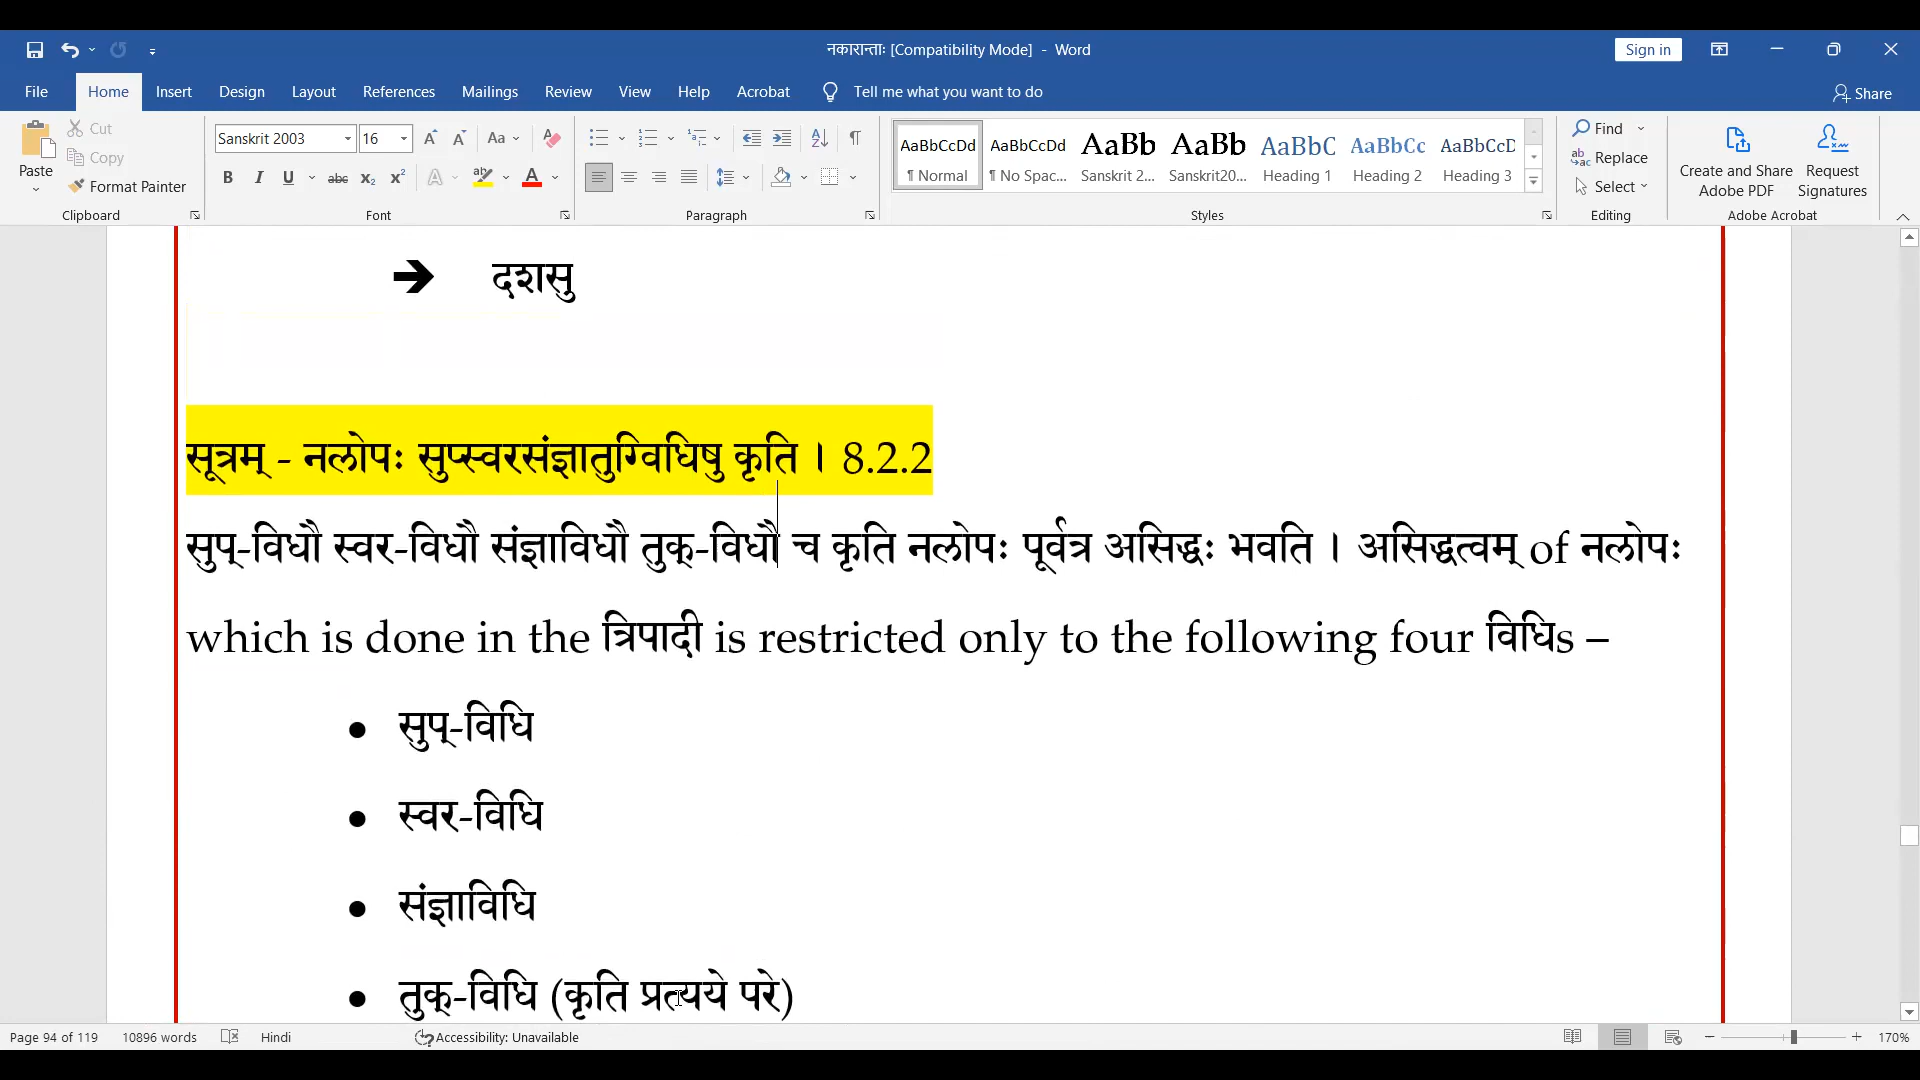 नकारान्ताः [Compatibility Mode] - Word
Sign in
File Home Insert Design Layout References Mailings Review View Help Acrobat Tell me what you want to do Share
Paste Cut Copy Format Painter Clipboard
Sanskrit 2003 16 Font
Paragraph
AaBbCcDd AaBbCcDd AaBb AaBb AaBbC AaBbCc AaBbCcD
¶ Normal ¶ No Spac... Sanskrit 2... Sanskrit20... Heading 1 Heading 2 Heading 3
Styles
Find Replace Select Editing
Create and Share Adobe PDF Request Signatures
Adobe Acrobat
➔ दशसु
सूत्रम् - नलोपः सुप्स्वरसंज्ञातुग्विधिषु कृति । 8.2.2
सुप्-विधौ स्वर-विधौ संज्ञाविधौ तुक्-विधौ च कृति नलोपः पूर्वत्र असिद्धः भवति । असिद्धत्वम् of नलोपः
which is done in the त्रिपादी is restricted only to the following four विधिs –
● सुप्-विधि
● स्वर-विधि
● संज्ञाविधि
● तुक्-विधि (कृति प्रत्यये परे)
Page 94 of 119 10896 words Hindi Accessibility: Unavailable 170%